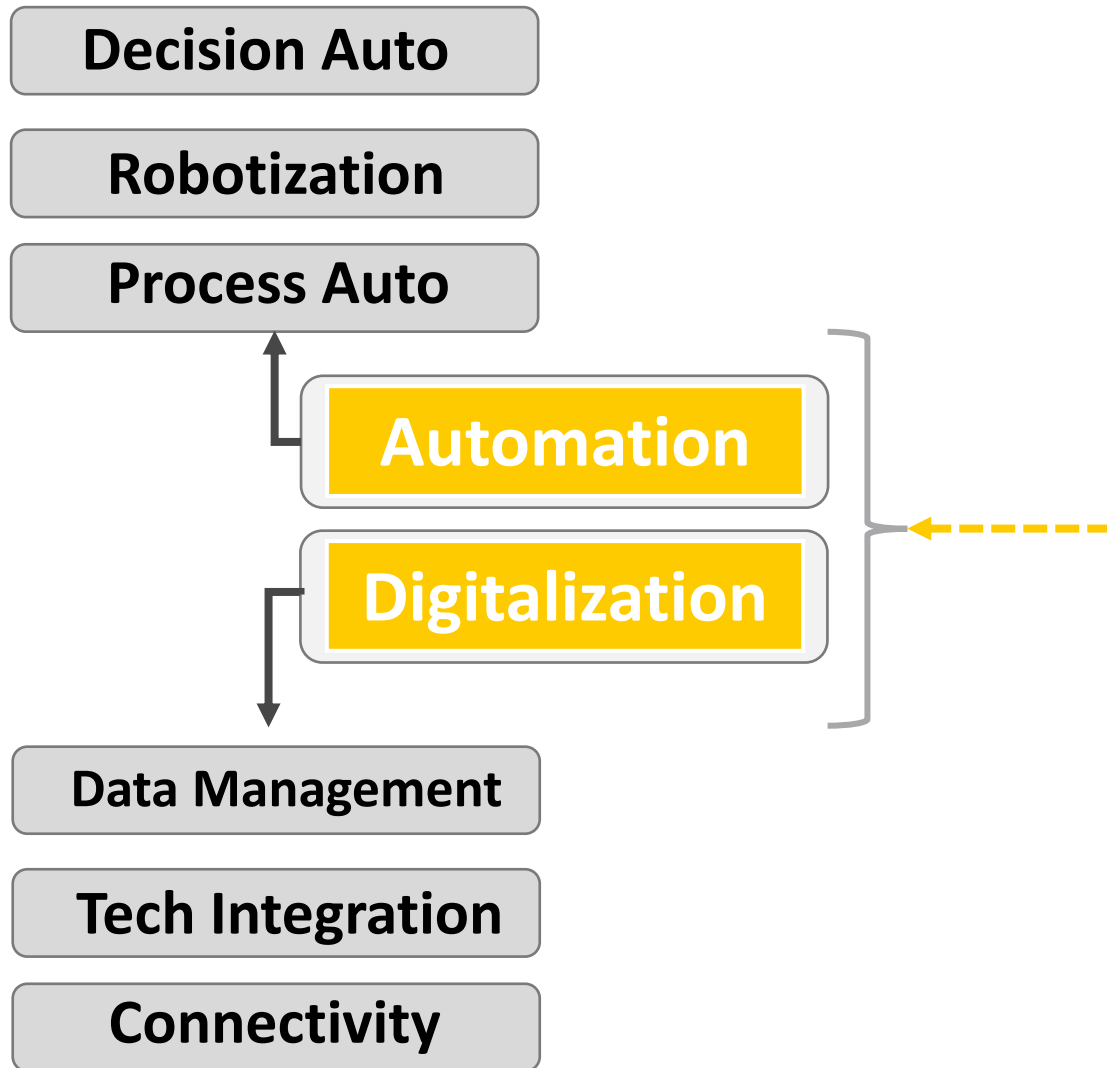 Decision Auto
Robotization
Process Auto
Automation
Digitalization
Data Management
Tech Integration
Connectivity